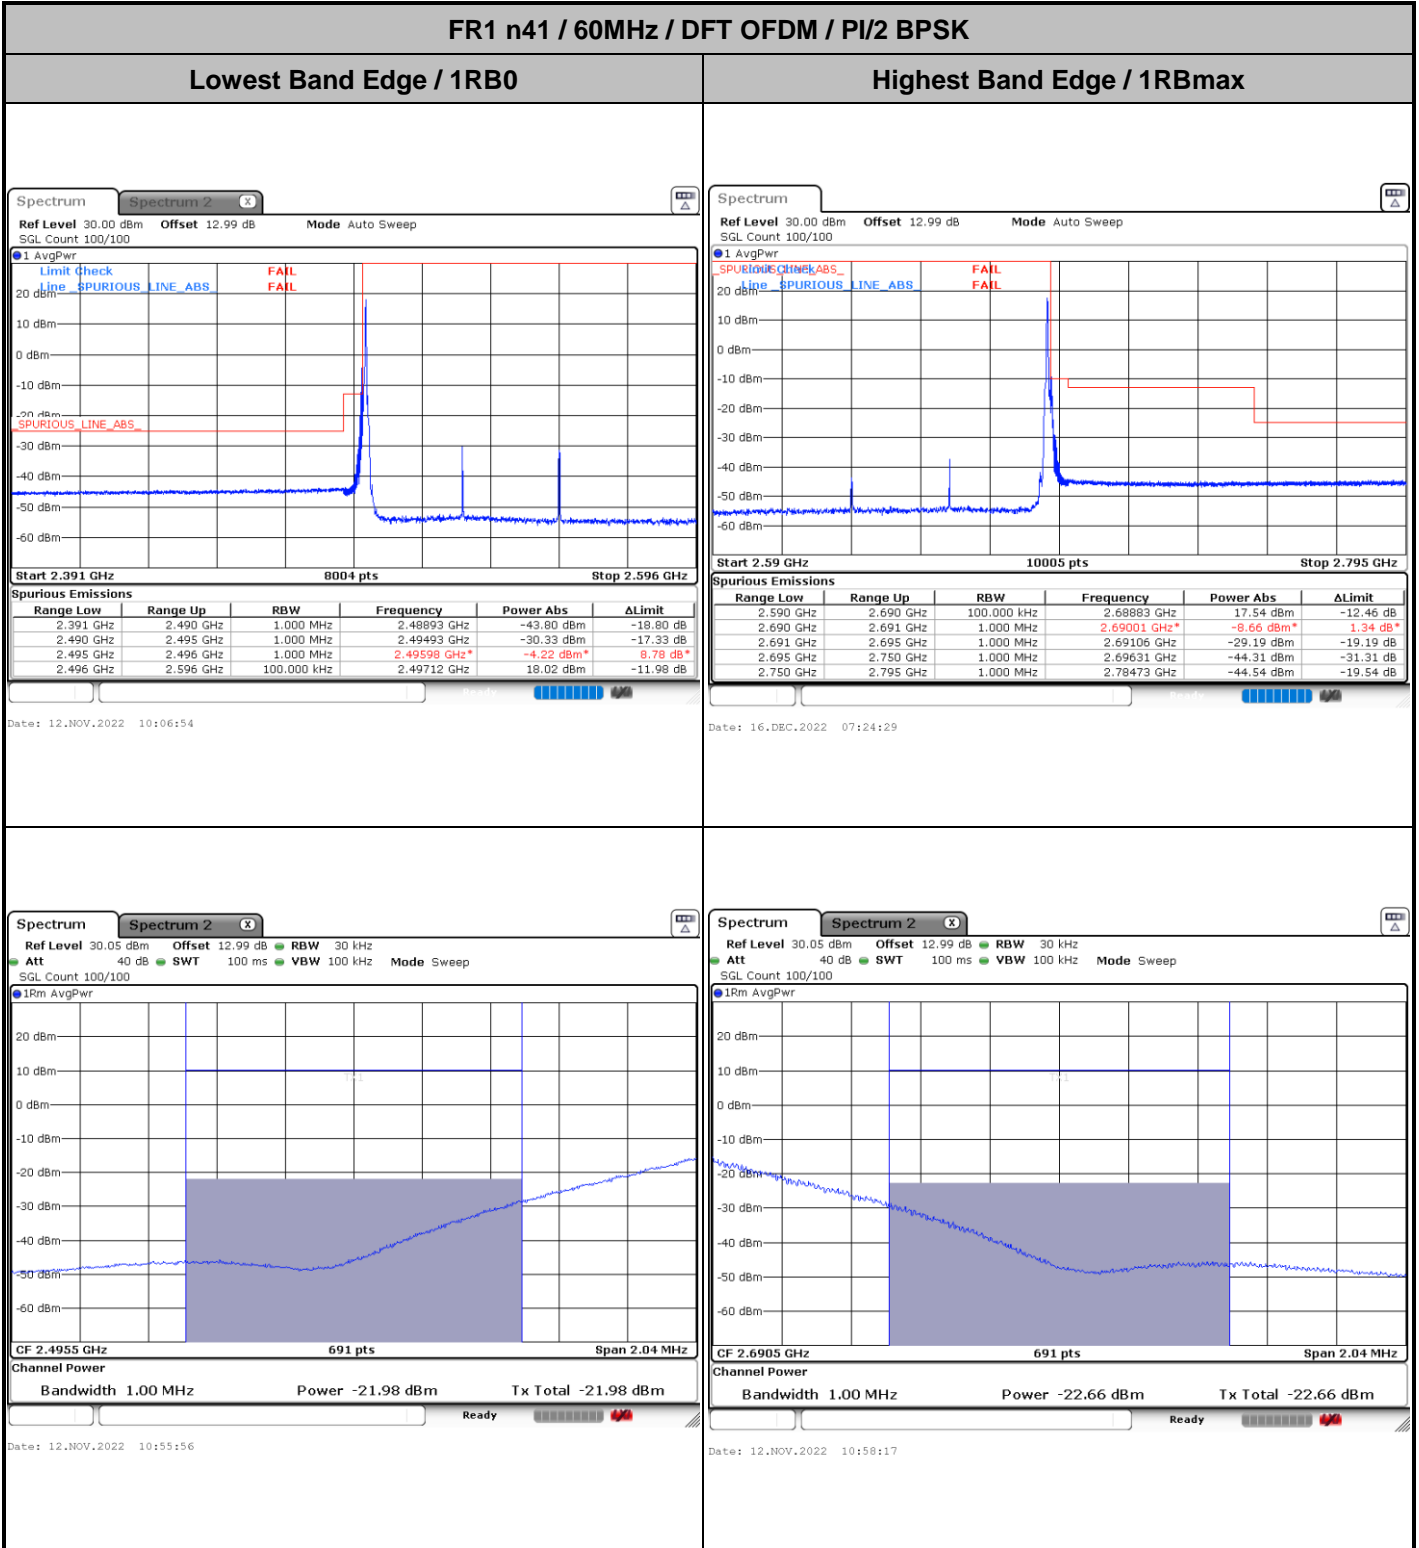 FR1 n41 / 60MHz / DFT OFDM / PI/2 BPSK
Lowest Band Edge / 1RB0
Highest Band Edge / 1RBmax
Spectrum
Spectrum 2
X
Ref Level 30.00 dBm Offset 12.99 dB Mode Auto Sweep
SGL Count 100/100
1 AvgPwr
Limit Check FAIL
Line _SPURIOUS_LINE_ABS_ FAIL
20 dBm
10 dBm
0 dBm
-10 dBm
-20 dBm
_SPURIOUS_LINE_ABS_
-30 dBm
-40 dBm
-50 dBm
-60 dBm
Start 2.391 GHz 8004 pts Stop 2.596 GHz
Spurious Emissions
Range Low Range Up RBW Frequency Power Abs ΔLimit
2.391 GHz 2.490 GHz 1.000 MHz 2.48893 GHz -43.80 dBm -18.80 dB
2.490 GHz 2.495 GHz 1.000 MHz 2.49493 GHz -30.33 dBm -17.33 dB
2.495 GHz 2.496 GHz 1.000 MHz 2.49598 GHz* -4.22 dBm* 8.78 dB*
2.496 GHz 2.596 GHz 100.000 kHz 2.49712 GHz 18.02 dBm -11.98 dB
Ready
Date: 12.NOV.2022 10:06:54
Spectrum
Ref Level 30.00 dBm Offset 12.99 dB Mode Auto Sweep
SGL Count 100/100
1 AvgPwr
_SPURIOUS_LINE_ABS_
Limit Check FAIL
Line _SPURIOUS_LINE_ABS_ FAIL
20 dBm
10 dBm
0 dBm
-10 dBm
-20 dBm
-30 dBm
-40 dBm
-50 dBm
-60 dBm
Start 2.59 GHz 10005 pts Stop 2.795 GHz
Spurious Emissions
Range Low Range Up RBW Frequency Power Abs ΔLimit
2.590 GHz 2.690 GHz 100.000 kHz 2.68883 GHz 17.54 dBm -12.46 dB
2.690 GHz 2.691 GHz 1.000 MHz 2.69001 GHz* -8.66 dBm* 1.34 dB*
2.691 GHz 2.695 GHz 1.000 MHz 2.69106 GHz -29.19 dBm -19.19 dB
2.695 GHz 2.750 GHz 1.000 MHz 2.69631 GHz -44.31 dBm -31.31 dB
2.750 GHz 2.795 GHz 1.000 MHz 2.78473 GHz -44.54 dBm -19.54 dB
Ready
Date: 16.DEC.2022 07:24:29
Spectrum
Spectrum 2
X
Ref Level 30.05 dBm Offset 12.99 dB RBW 30 kHz
Att 40 dB SWT 100 ms VBW 100 kHz Mode Sweep
SGL Count 100/100
1Rm AvgPwr
20 dBm
10 dBm
TX1
0 dBm
-10 dBm
-20 dBm
-30 dBm
-40 dBm
-50 dBm
-60 dBm
CF 2.4955 GHz 691 pts Span 2.04 MHz
Channel Power
Bandwidth 1.00 MHz Power -21.98 dBm Tx Total -21.98 dBm
Ready
Date: 12.NOV.2022 10:55:56
Spectrum
Spectrum 2
X
Ref Level 30.05 dBm Offset 12.99 dB RBW 30 kHz
Att 40 dB SWT 100 ms VBW 100 kHz Mode Sweep
SGL Count 100/100
1Rm AvgPwr
20 dBm
10 dBm
TX1
0 dBm
-10 dBm
-20 dBm
-30 dBm
-40 dBm
-50 dBm
-60 dBm
CF 2.6905 GHz 691 pts Span 2.04 MHz
Channel Power
Bandwidth 1.00 MHz Power -22.66 dBm Tx Total -22.66 dBm
Ready
Date: 12.NOV.2022 10:58:17